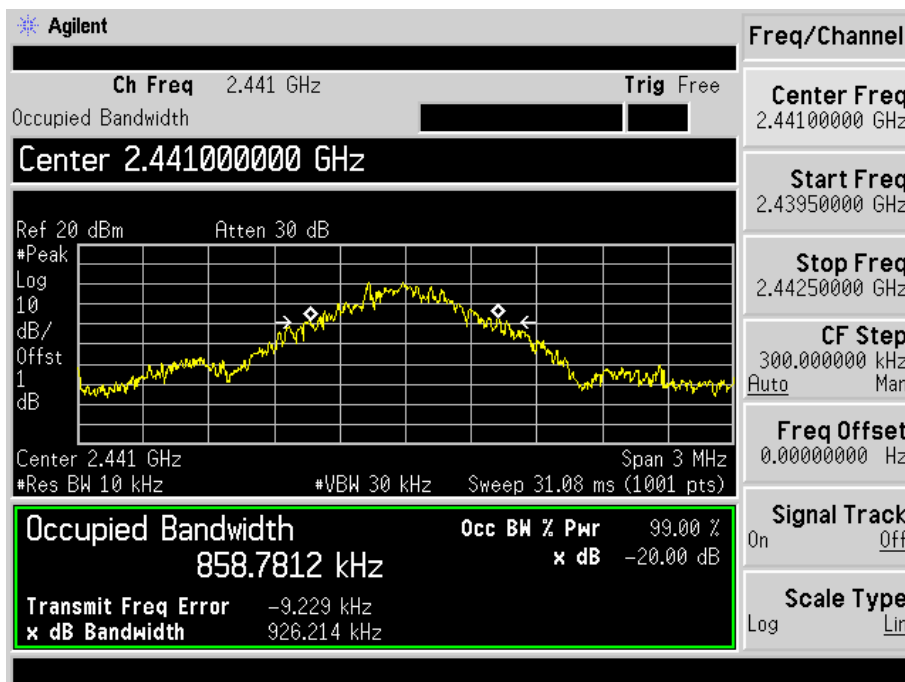 Agilent
Ch Freq 2.441 GHz Trig Free
Occupied Bandwidth
Center 2.441000000 GHz
Ref 20 dBm Atten 30 dB
#Peak
Log
10
dB/
Offst
1
dB
Center 2.441 GHz Span 3 MHz
#Res BW 10 kHz #VBW 30 kHz Sweep 31.08 ms (1001 pts)
Occupied Bandwidth Occ BW % Pwr 99.00 %
858.7812 kHz x dB -20.00 dB
Transmit Freq Error -9.229 kHz
x dB Bandwidth 926.214 kHz
Freq/Channel
Center Freq
2.44100000 GHz
Start Freq
2.43950000 GHz
Stop Freq
2.44250000 GHz
CF Step
300.000000 kHz
Auto Man
Freq Offset
0.00000000 Hz
Signal Track
On Off
Scale Type
Log Lin